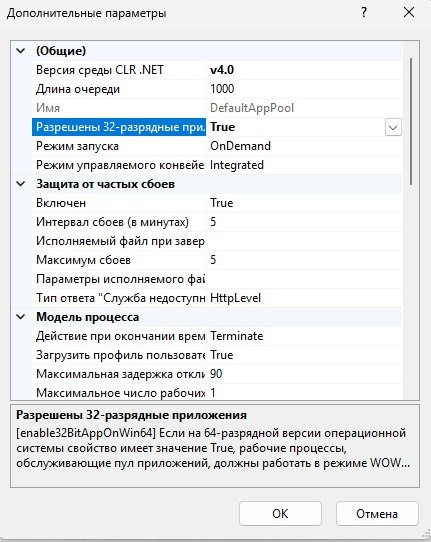 Дополнительные параметры
(Общие)
Версия среды CLR .NET v4.0
Длина очереди 1000
Имя DefaultAppPool
Разрешены 32-разрядные при. True
Режим запуска OnDemand
Режим управляемого конвейе Integrated
Защита от частых сбоев
Включен True
Интервал сбоев (в минутах) 5
Исполняемый файл при завер
Максимум сбоев 5
Параметры исполняемого фай
Тип ответа "Служба недоступн HttpLevel
Модель процесса
Действие при окончании врем Terminate
Загрузить профиль пользовате True
Максимальная задержка откли 90
Максимальное число рабочих 1
Разрешены 32-разрядные приложения
[enable32BitAppOnWin64] Если на 64-разрядной версии операционной
системы свойство имеет значение True, рабочие процессы,
обслуживающие пул приложений, должны работать в режиме WOW...
OK
Отмена